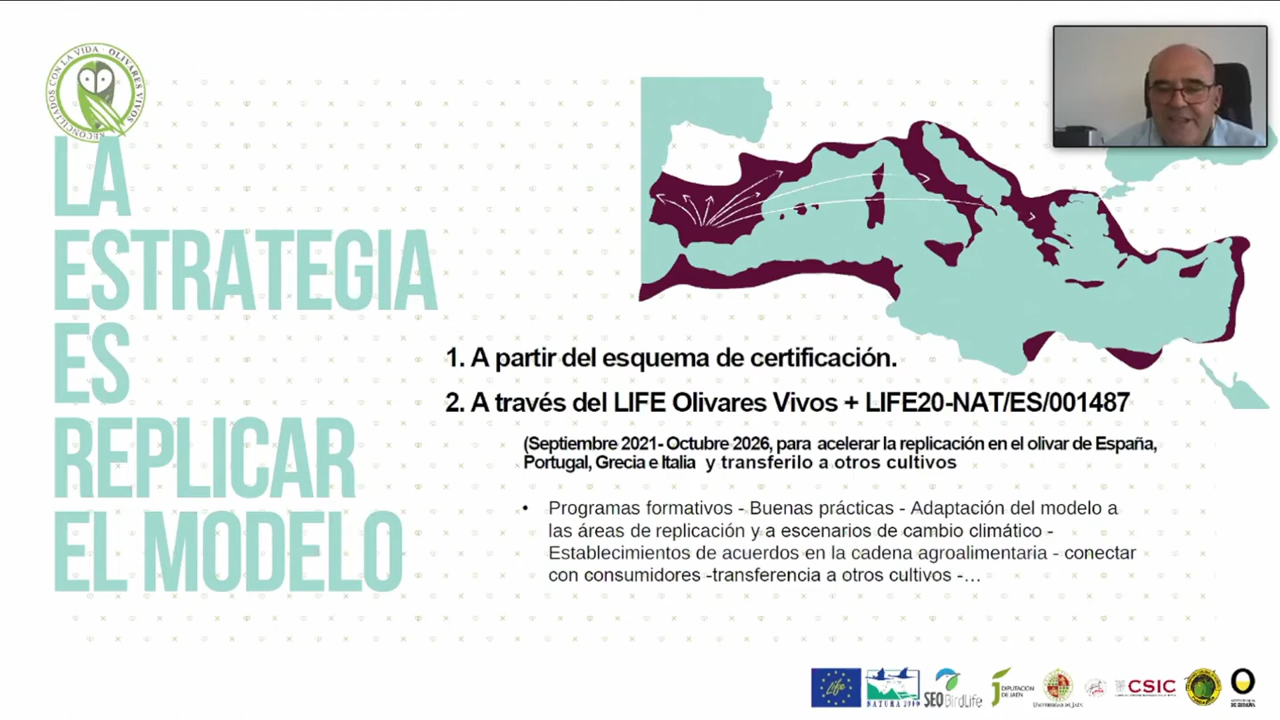 RECONCILIADOS CON LA VIDA · OLIVARES VIVOS
LA
ESTRATEGIA
ES
REPLICAR
EL MODELO
1. A partir del esquema de certificación.
2. A través del LIFE Olivares Vivos + LIFE20-NAT/ES/001487
(Septiembre 2021- Octubre 2026, para acelerar la replicación en el olivar de España,
Portugal, Grecia e Italia y transferilo a otros cultivos
• Programas formativos - Buenas prácticas - Adaptación del modelo a
las áreas de replicación y a escenarios de cambio climático -
Establecimientos de acuerdos en la cadena agroalimentaria - conectar
con consumidores -transferencia a otros cultivos -…
Life
NATURA 2000
SEO BirdLife
DIPUTACIÓN
DE JAÉN
UNIVERSIDAD DE JAÉN
CSIC